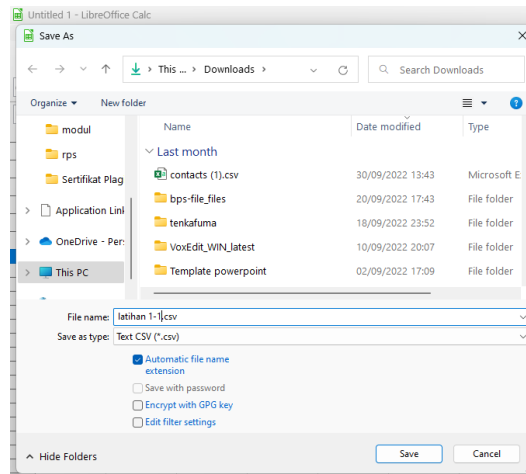 Untitled 1 - LibreOffice Calc
Save As
This ... > Downloads >
Search Downloads
Organize
New folder
Name
Date modified
Type
modul
rps
Sertifikat Plag
Application Link
OneDrive - Pers
This PC
Last month
contacts (1).csv 30/09/2022 13:43 Microsoft E
bps-file_files 20/09/2022 17:43 File folder
tenkafuma 18/09/2022 23:52 File folder
VoxEdit_WIN_latest 10/09/2022 20:07 File folder
Template powerpoint 02/09/2022 17:09 File folder
File name: latihan 1-1.csv
Save as type: Text CSV (*.csv)
Automatic file name
extension
Save with password
Encrypt with GPG key
Edit filter settings
Hide Folders
Save
Cancel